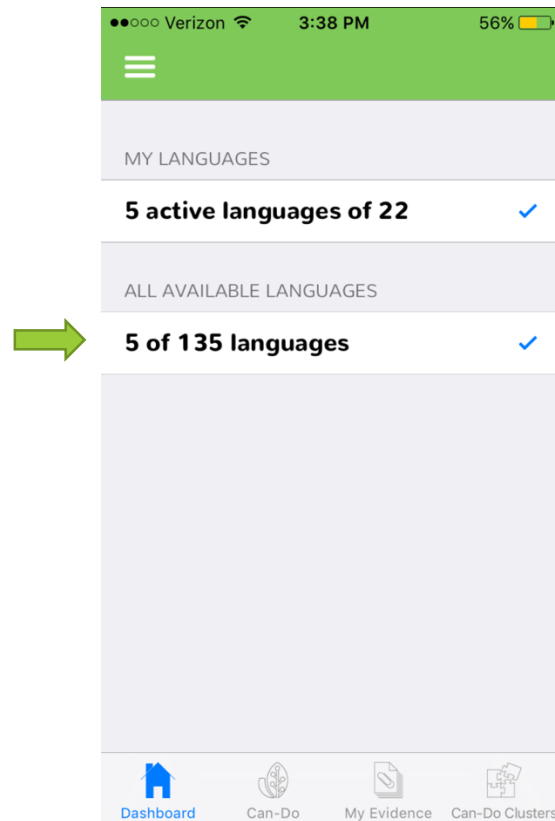 ●●○○○ Verizon 3:38 PM 56%
MY LANGUAGES
5 active languages of 22
ALL AVAILABLE LANGUAGES
5 of 135 languages
Dashboard Can-Do My Evidence Can-Do Clusters